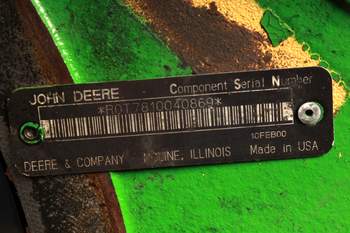 JOHN DEERE Component Serial Number
*R0T7810040869*
10FEB00
DEERE & COMPANY MOLINE, ILLINOIS Made in USA